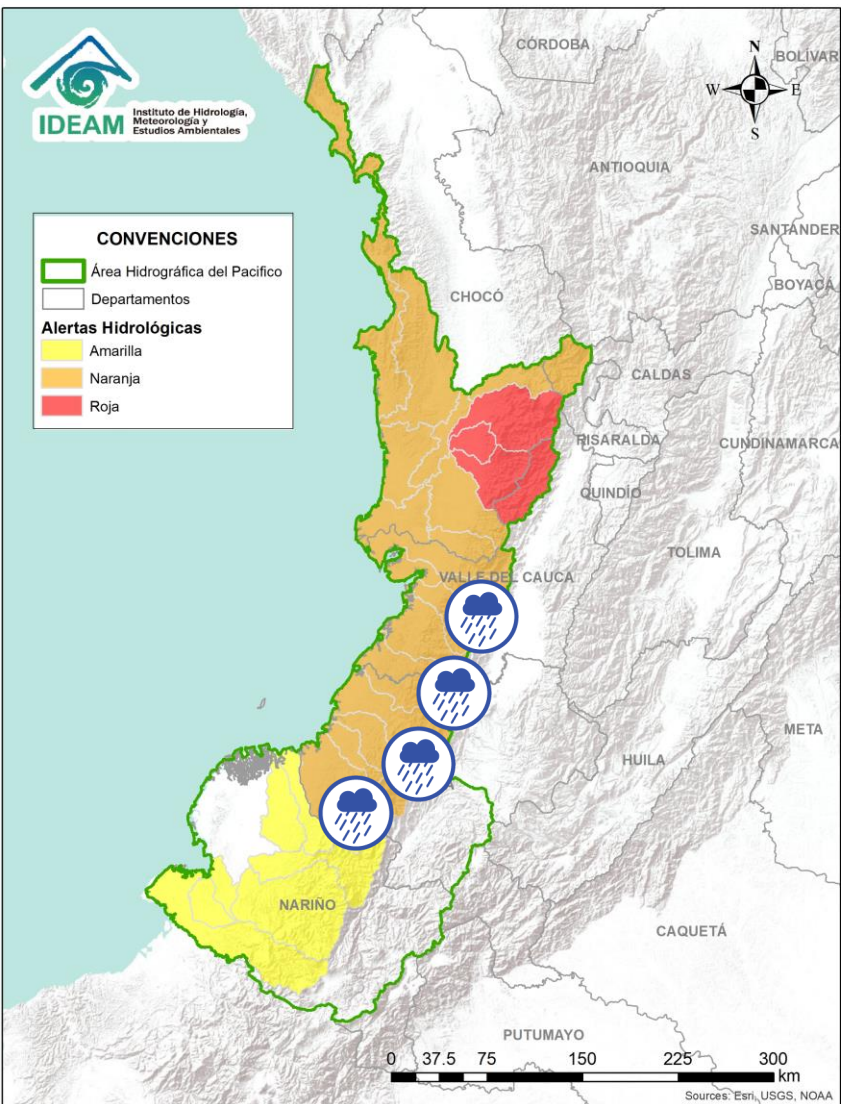 IDEAM
Instituto de Hidrología,
Meteorología y
Estudios Ambientales
N
W
E
S
CÓRDOBA
BOLÍVAR
ANTIOQUIA
SANTANDER
BOYACÁ
CHOCÓ
CALDAS
RISARALDA
CUNDINAMARCA
QUINDÍO
TOLIMA
VALLE DEL CAUCA
META
HUILA
NARIÑO
CAQUETÁ
PUTUMAYO
CONVENCIONES
Área Hidrográfica del Pacifico
Departamentos
Alertas Hidrológicas
Amarilla
Naranja
Roja
0 37.5 75 150 225 300
km
Sources: Esri, USGS, NOAA